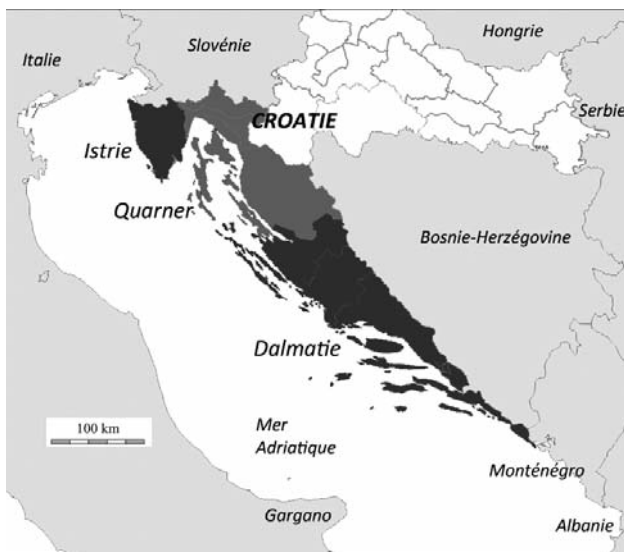 Hongrie
Slovénie
Italie
Serbie
CROATIE
Istrie
Quarner
Bosnie-Herzégovine
Dalmatie
100 km
Mer
Adriatique
Monténégro
Gargano
Albanie